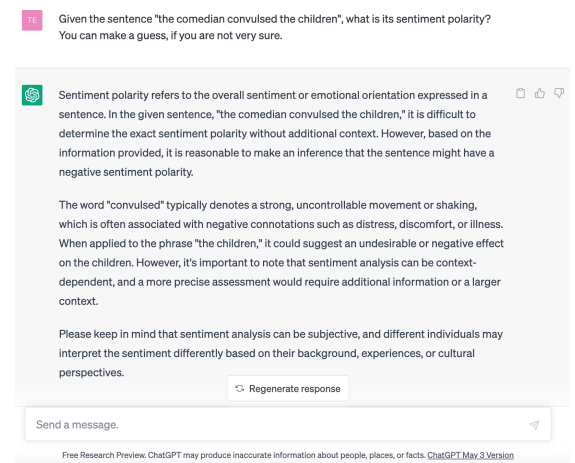 TE
Given the sentence "the comedian convulsed the children", what is its sentiment polarity?
You can make a guess, if you are not very sure.
Sentiment polarity refers to the overall sentiment or emotional orientation expressed in a
sentence. In the given sentence, "the comedian convulsed the children," it is difficult to
determine the exact sentiment polarity without additional context. However, based on the
information provided, it is reasonable to make an inference that the sentence might have a
negative sentiment polarity.
The word "convulsed" typically denotes a strong, uncontrollable movement or shaking,
which is often associated with negative connotations such as distress, discomfort, or illness.
When applied to the phrase "the children," it could suggest an undesirable or negative effect
on the children. However, it's important to note that sentiment analysis can be context-
dependent, and a more precise assessment would require additional information or a larger
context.
Please keep in mind that sentiment analysis can be subjective, and different individuals may
interpret the sentiment differently based on their background, experiences, or cultural
perspectives.
Regenerate response
Send a message.
Free Research Preview. ChatGPT may produce inaccurate information about people, places, or facts. ChatGPT May 3 Version